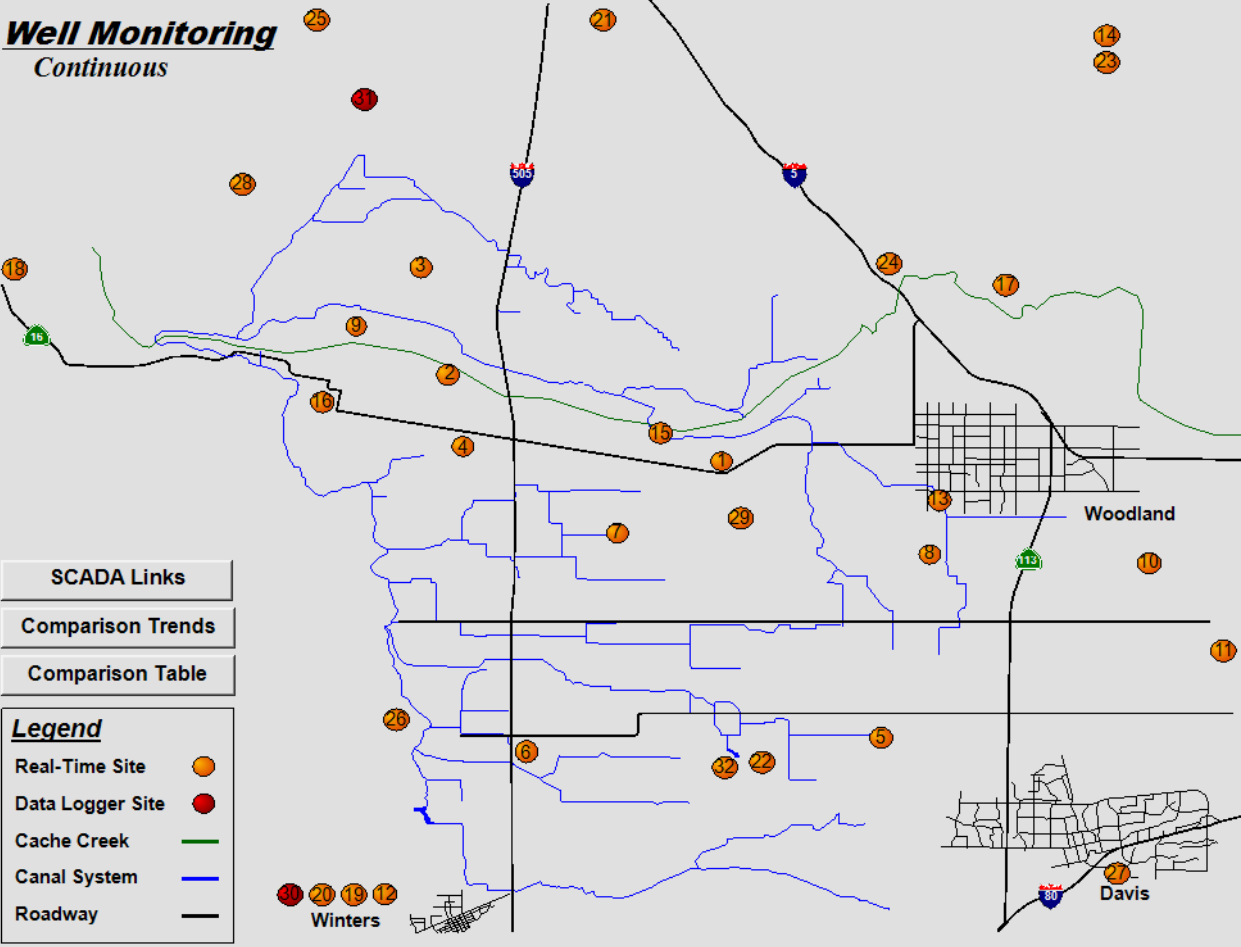 Well Monitoring
Continuous
25
21
14
23
31
28
505
5
18
3
24
17
16
9
2
16
15
4
1
13
Woodland
29
7
8
113
10
SCADA Links
Comparison Trends
Comparison Table
11
26
6
32
22
5
Legend
Real-Time Site
Data Logger Site
Cache Creek
Canal System
Roadway
30
20
19
12
Winters
27
80
Davis